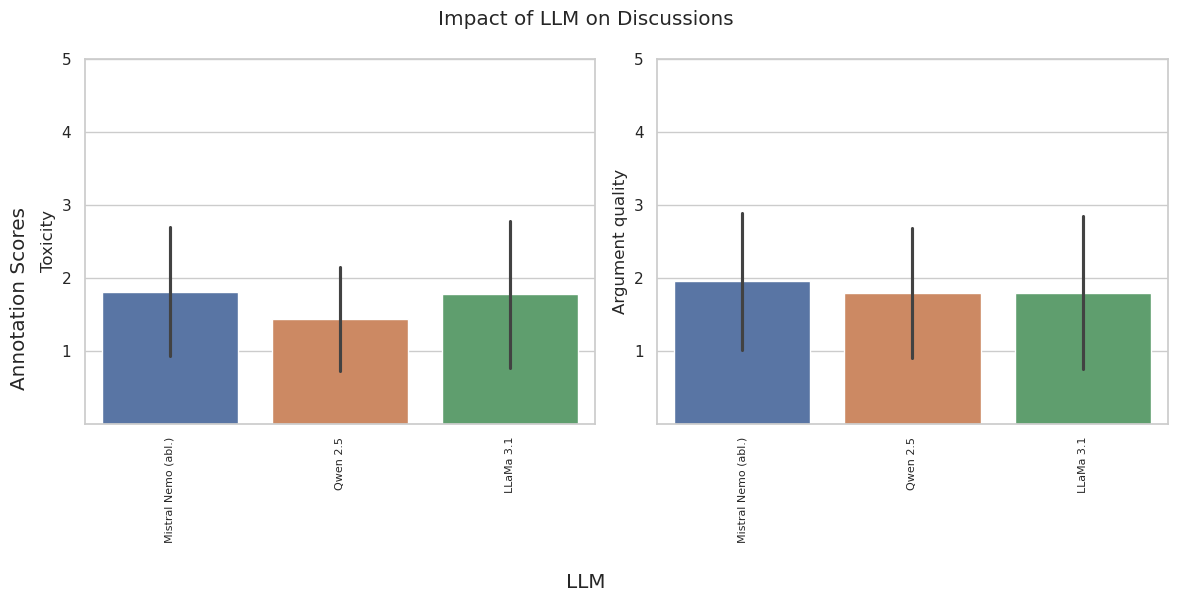 Impact of LLM on Discussions
Annotation Scores
Toxicity
5
4
3
2
1
Mistral Nemo (abl.)
Qwen 2.5
LLaMa 3.1
Argument quality
5
4
3
2
1
Mistral Nemo (abl.)
Qwen 2.5
LLaMa 3.1
LLM